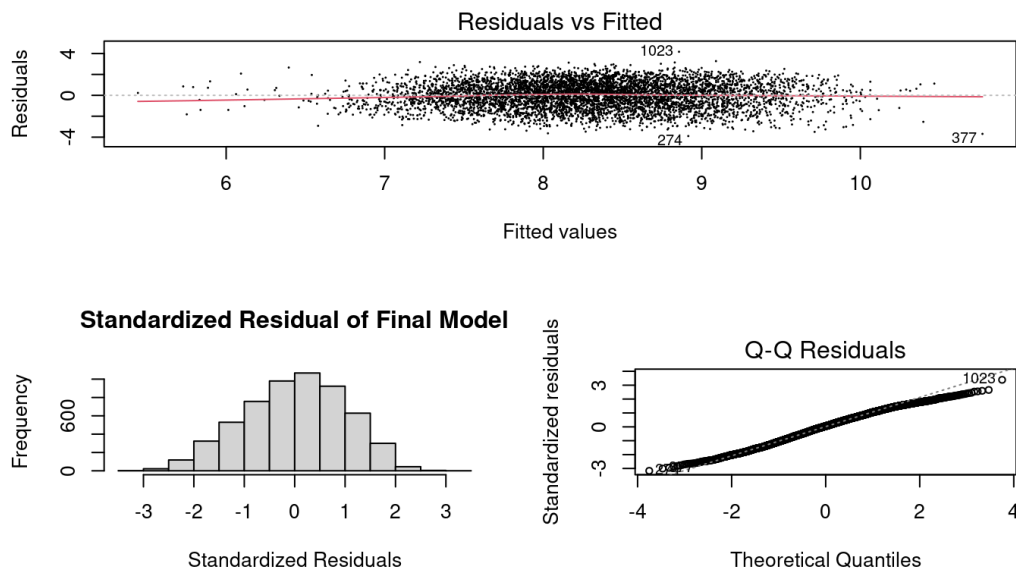 Residuals vs Fitted
Residuals
4
0
-4
1023
274
377
6 7 8 9 10
Fitted values
Standardized Residual of Final Model
Frequency
600
0
-3 -2 -1 0 1 2 3
Standardized Residuals
Q-Q Residuals
Standardized residuals
3
0
-3
1023
-4 -2 0 2 4
Theoretical Quantiles